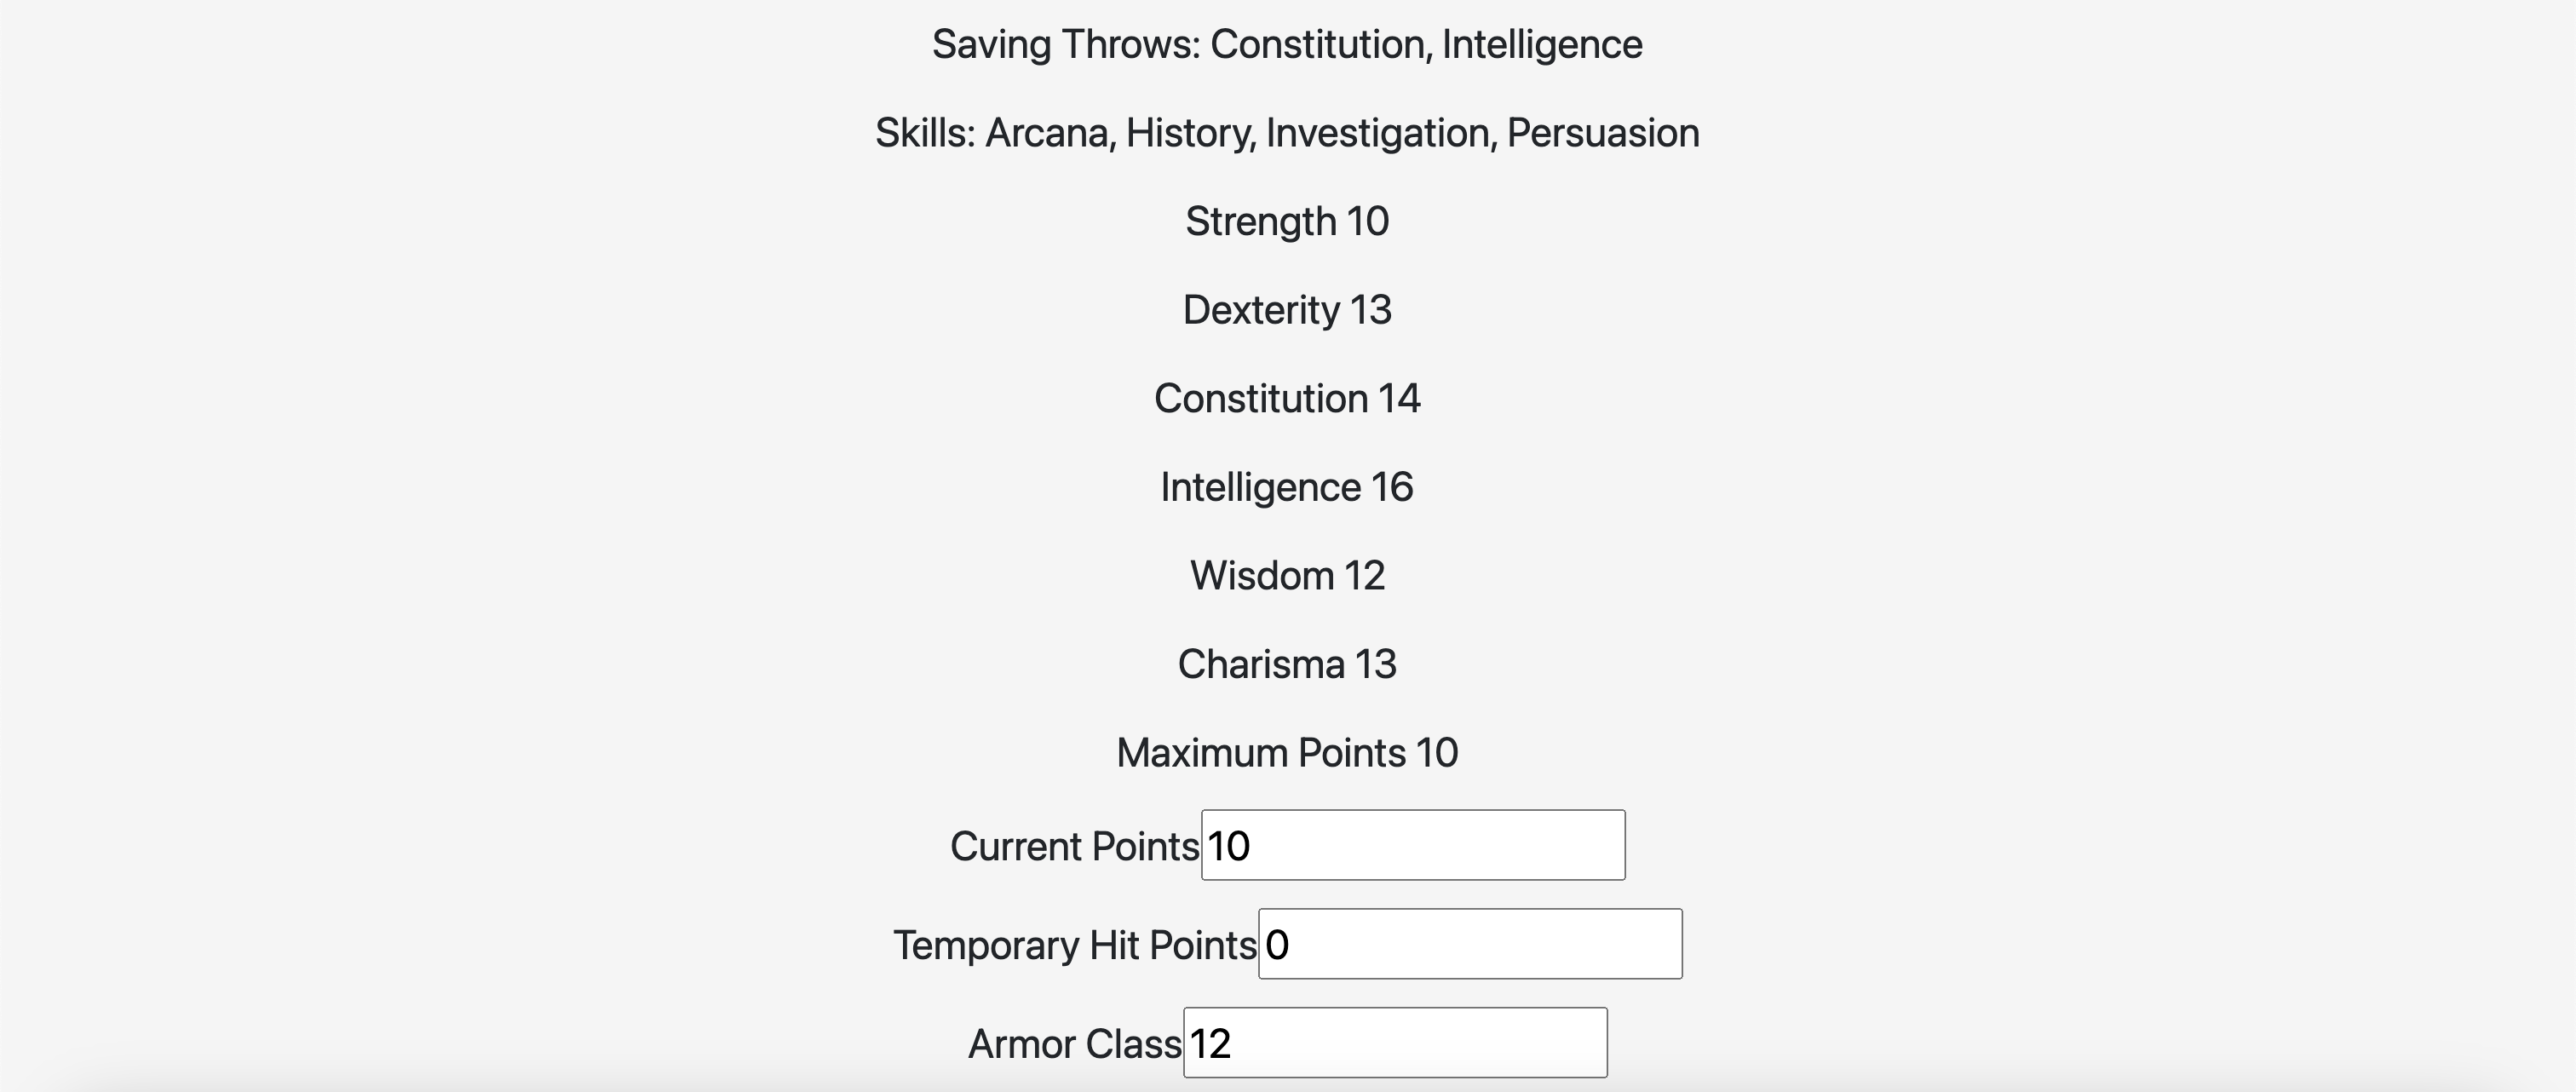 Saving Throws: Constitution, Intelligence
Skills: Arcana, History, Investigation, Persuasion
Strength 10
Dexterity 13
Constitution 14
Intelligence 16
Wisdom 12
Charisma 13
Maximum Points 10
Current Points 10
Temporary Hit Points 0
Armor Class 12